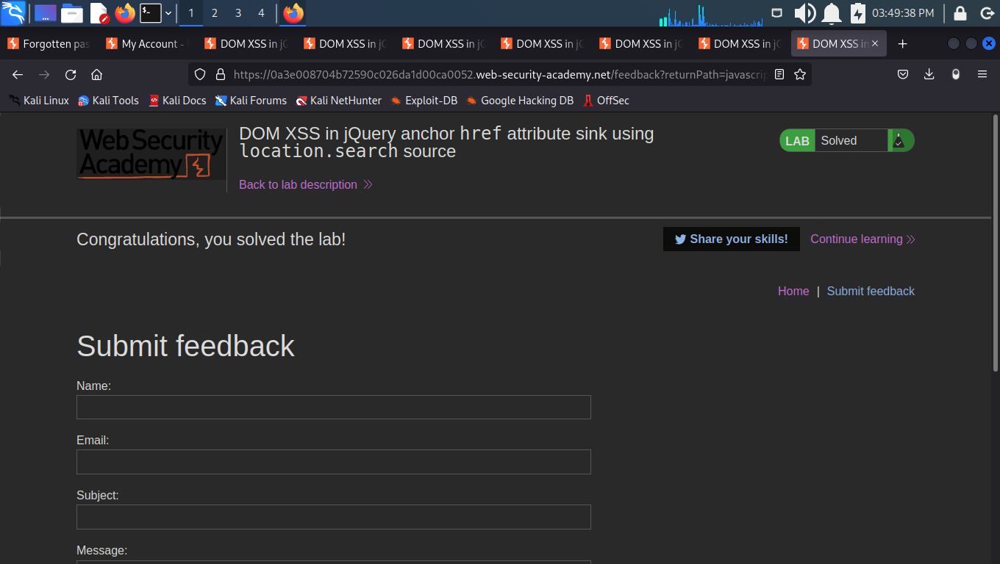 $_ 1 2 3 4 03:49:38 PM
Forgotten pas My Account - DOM XSS in jQ DOM XSS in jQ DOM XSS in jQ DOM XSS in jQ DOM XSS in jQ DOM XSS in jQ DOM XSS in
https://0a3e008704b72590c026da1d00ca0052.web-security-academy.net/feedback?returnPath=javascrip
Kali Linux Kali Tools Kali Docs Kali Forums Kali NetHunter Exploit-DB Google Hacking DB OffSec
Web Security
Academy
DOM XSS in jQuery anchor href attribute sink using
location.search source
LAB Solved
Back to lab description
Congratulations, you solved the lab!
Share your skills! Continue learning
Home | Submit feedback
Submit feedback
Name:
Email:
Subject:
Message: